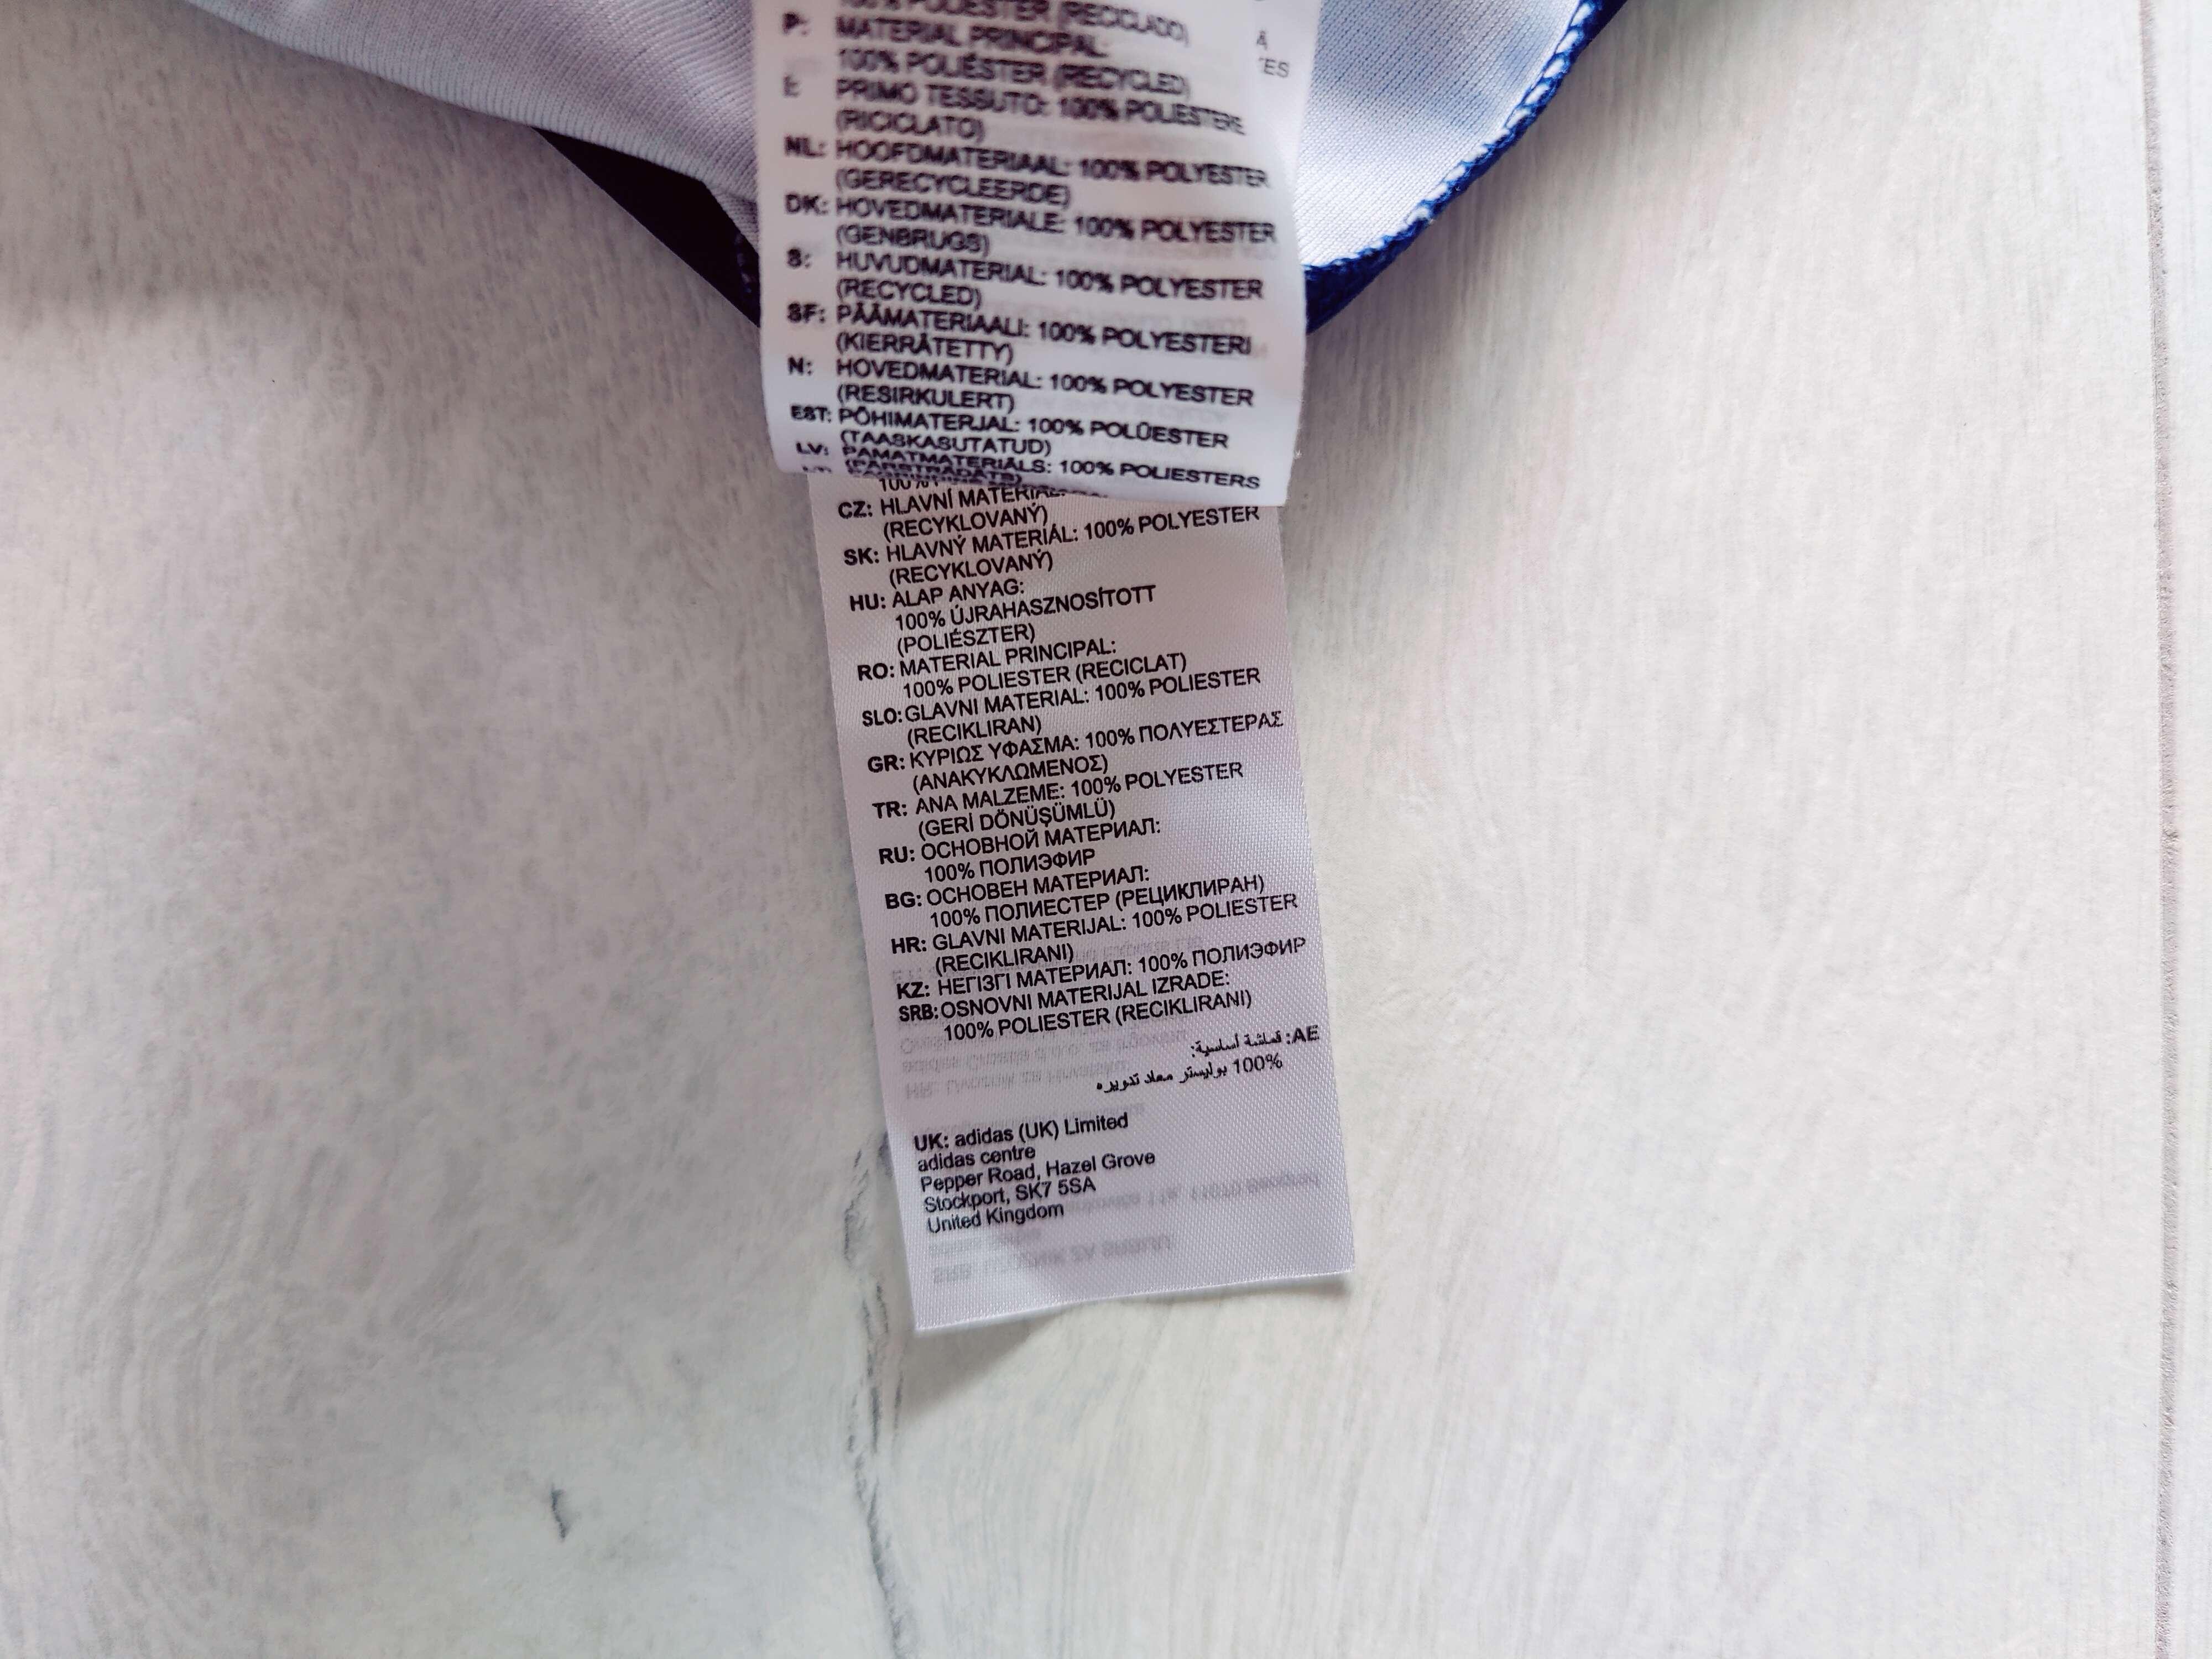 100% POLIESTER (RECICLADO)
P: MATERIAL PRINCIPAL:
100% POLIÉSTER (RECYCLED)
I: PRIMO TESSUTO: 100% POLIESTERE
(RICICLATO)
NL: HOOFDMATERIAAL: 100% POLYESTER
(GERECYCLEERDE)
DK: HOVEDMATERIALE: 100% POLYESTER
(GENBRUGS)
S: HUVUDMATERIAL: 100% POLYESTER
(RECYCLED)
SF: PÄÄMATERIAALI: 100% POLYESTERI
(KIERRÄTETTY)
N: HOVEDMATERIAL: 100% POLYESTER
(RESIRKULERT)
EST: PÕHIMATERJAL: 100% POLÜESTER
(TAASKASUTATUD)
LV: PAMATMATERIĀLS: 100% POLIESTERS
(PĀRSTRĀDĀTS)
CZ: HLAVNÍ MATERIÁL:
(RECYKLOVANÝ)
SK: HLAVNÝ MATERIÁL: 100% POLYESTER
(RECYKLOVANÝ)
HU: ALAP ANYAG:
100% ÚJRAHASZNOSÍTOTT
(POLIÉSZTER)
RO: MATERIAL PRINCIPAL:
100% POLIESTER (RECICLAT)
SLO: GLAVNI MATERIAL: 100% POLIESTER
(RECIKLIRAN)
GR: ΚΥΡΙΩΣ ΥΦΑΣΜΑ: 100% ΠΟΛΥΕΣΤΕΡΑΣ
(ΑΝΑΚΥΚΛΩΜΕΝΟΣ)
TR: ANA MALZEME: 100% POLYESTER
(GERİ DÖNÜŞÜMLÜ)
RU: ОСНОВНОЙ МАТЕРИАЛ:
100% ПОЛИЭФИР
BG: ОСНОВЕН МАТЕРИАЛ:
100% ПОЛИЕСТЕР (РЕЦИКЛИРАН)
HR: GLAVNI MATERIJAL: 100% POLIESTER
(RECIKLIRANI)
KZ: НЕГІЗГІ МАТЕРИАЛ: 100% ПОЛИЭФИР
SRB: OSNOVNI MATERIJAL IZRADE:
100% POLIESTER (RECIKLIRANI)
AE: قماشة أساسية:
100% بوليستر معاد تدويره
UK: adidas (UK) Limited
adidas centre
Pepper Road, Hazel Grove
Stockport, SK7 5SA
United Kingdom